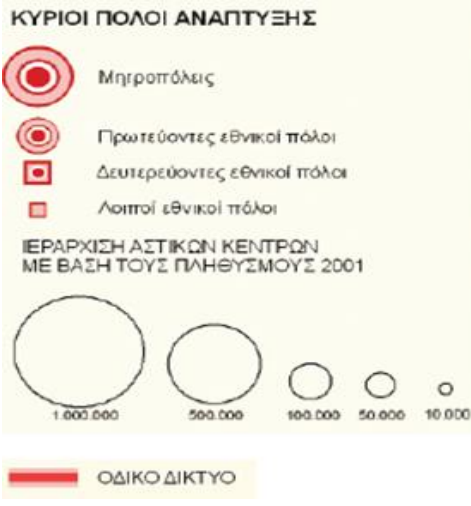 ΚΥΡΙΟΙ ΠΟΛΟΙ ΑΝΑΠΤΥΞΗΣ
Μητροπόλεις
Πρωτεύοντες εθνικοί πόλοι
Δευτερεύοντες εθνικοί πόλοι
Λοιποί εθνικοί πόλοι
ΙΕΡΑΡΧΙΣΗ ΑΣΤΙΚΩΝ ΚΕΝΤΡΩΝ
ΜΕ ΒΑΣΗ ΤΟΥΣ ΠΛΗΘΥΣΜΟΥΣ 2001
1.000.000 500.000 100.000 50.000 10.000
ΟΔΙΚΟ ΔΙΚΤΥΟ